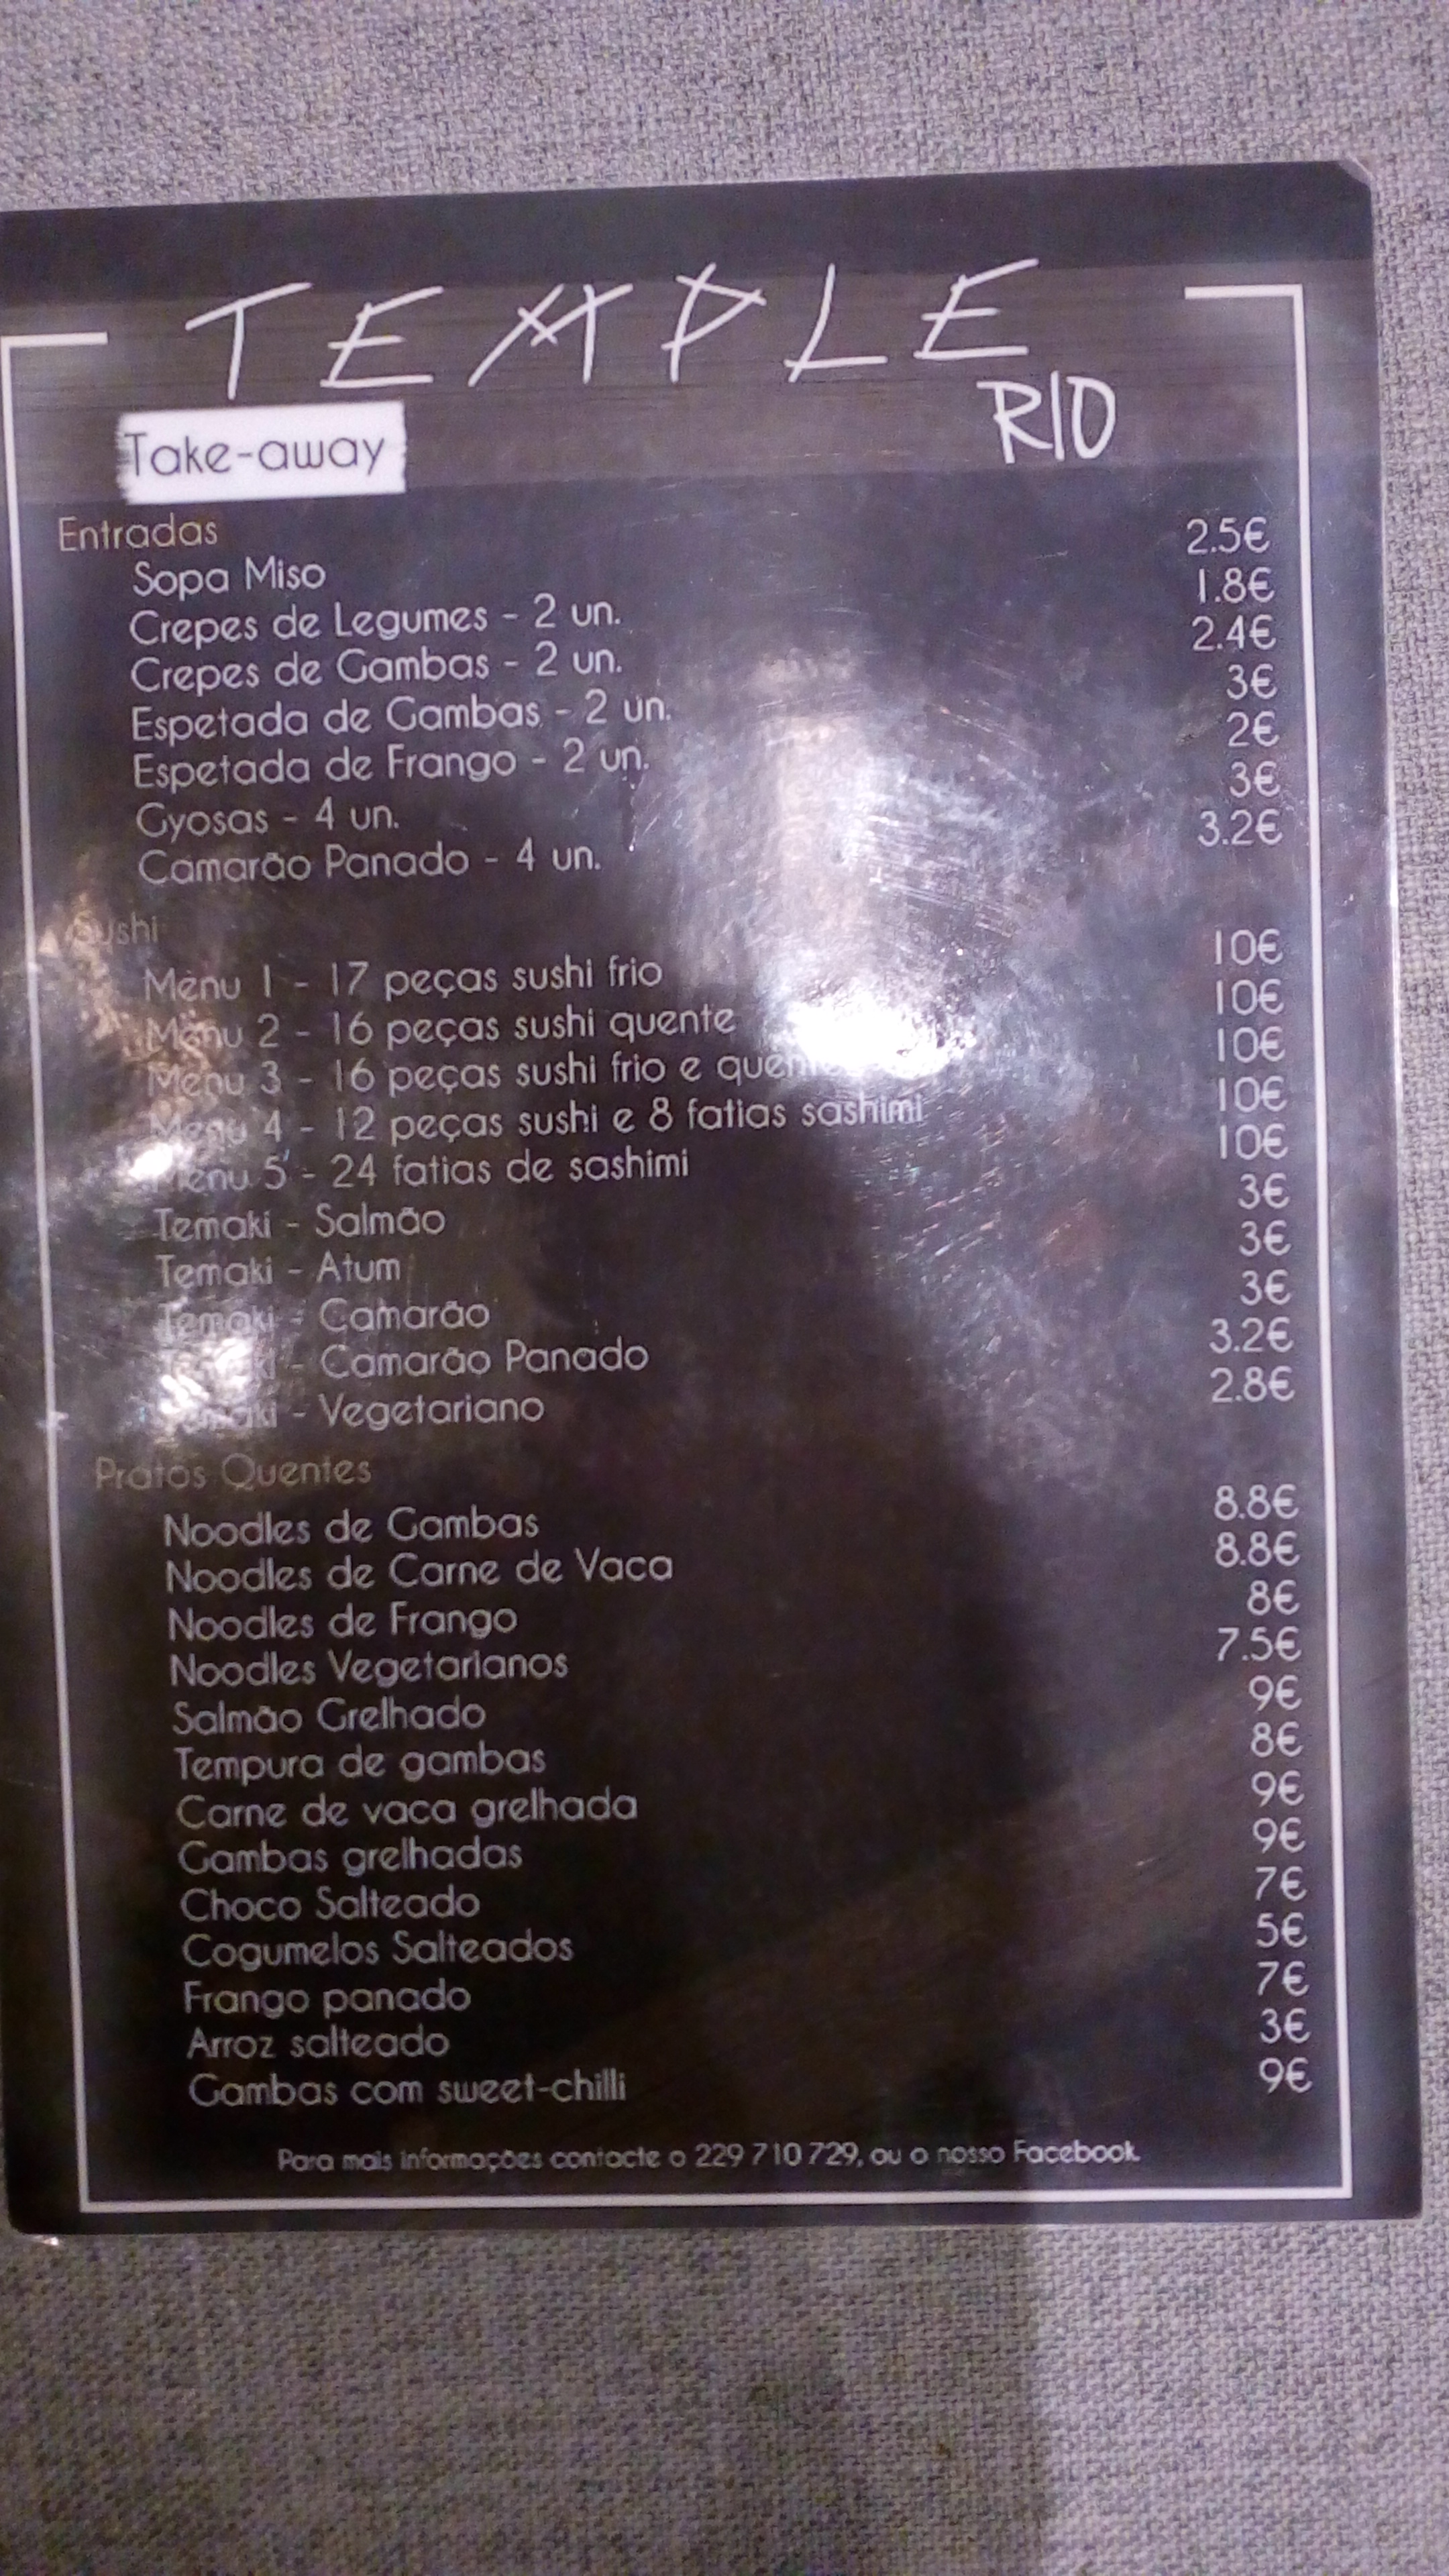 TEMPLE
RIO
Take-away
Entradas
Sopa Miso 2.5€
Crepes de Legumes - 2 un. 1.8€
Crepes de Gambas - 2 un. 2.4€
Espetada de Gambas - 2 un. 3€
Espetada de Frango - 2 un. 2€
Gyosas - 4 un. 3€
Camarão Panado - 4 un. 3.2€
Sushi
Menu 1 - 17 peças sushi frio 10€
Menu 2 - 16 peças sushi quente 10€
Menu 3 - 16 peças sushi frio e quente 10€
Menu 4 - 12 peças sushi e 8 fatias sashimi 10€
Menu 5 - 24 fatias de sashimi 10€
Temaki - Salmão 3€
Temaki - Atum 3€
Temaki - Camarão 3€
Temaki - Camarão Panado 3.2€
Temaki - Vegetariano 2.8€
Pratos Quentes
Noodles de Gambas 8.8€
Noodles de Carne de Vaca 8.8€
Noodles de Frango 8€
Noodles Vegetarianos 7.5€
Salmão Grelhado 9€
Tempura de gambas 8€
Carne de vaca grelhada 9€
Gambas grelhadas 9€
Choco Salteado 7€
Cogumelos Salteados 5€
Frango panado 7€
Arroz salteado 3€
Gambas com sweet-chilli 9€
Para mais informações contacte o 229 710 729, ou o nosso Facebook.